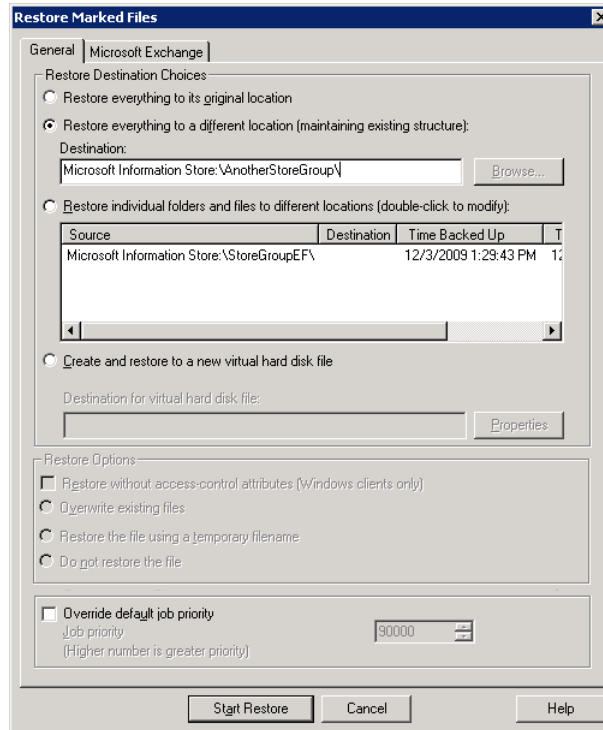 Restore Marked Files
General
Microsoft Exchange
Restore Destination Choices
Restore everything to its original location
Restore everything to a different location (maintaining existing structure):
Destination:
Microsoft Information Store:\AnotherStoreGroup\
Browse...
Restore individual folders and files to different locations (double-click to modify):
Source Destination Time Backed Up T
Microsoft Information Store:\StoreGroupEF\ 12/3/2009 1:29:43 PM 12
Create and restore to a new virtual hard disk file
Destination for virtual hard disk file:
Properties
Restore Options
Restore without access-control attributes (Windows clients only)
Overwrite existing files
Restore the file using a temporary filename
Do not restore the file
Override default job priority
Job priority 90000
(Higher number is greater priority)
Start Restore Cancel Help